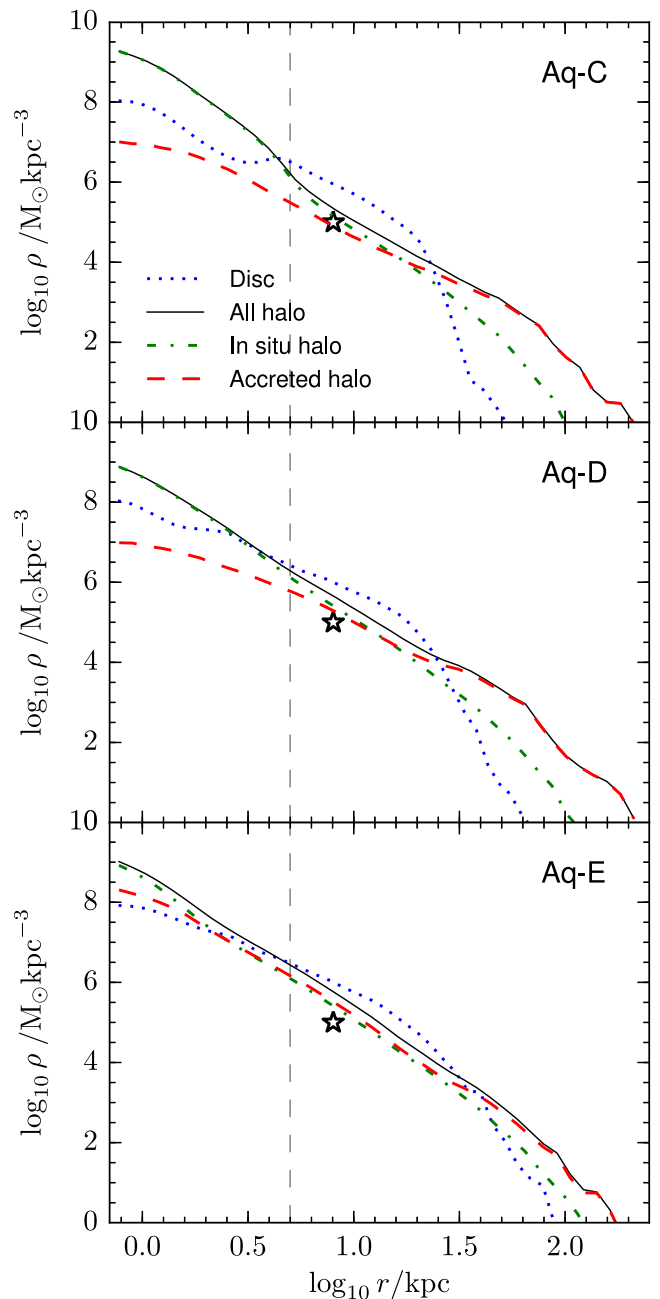 10
Aq-C
8
6
4
2
log₁₀ ρ /M⊙kpc⁻³
Disc
All halo
In situ halo
Accreted halo
10
Aq-D
8
6
4
2
log₁₀ ρ /M⊙kpc⁻³
10
Aq-E
8
6
4
2
0
log₁₀ ρ /M⊙kpc⁻³
0.0 0.5 1.0 1.5 2.0
log₁₀ r/kpc